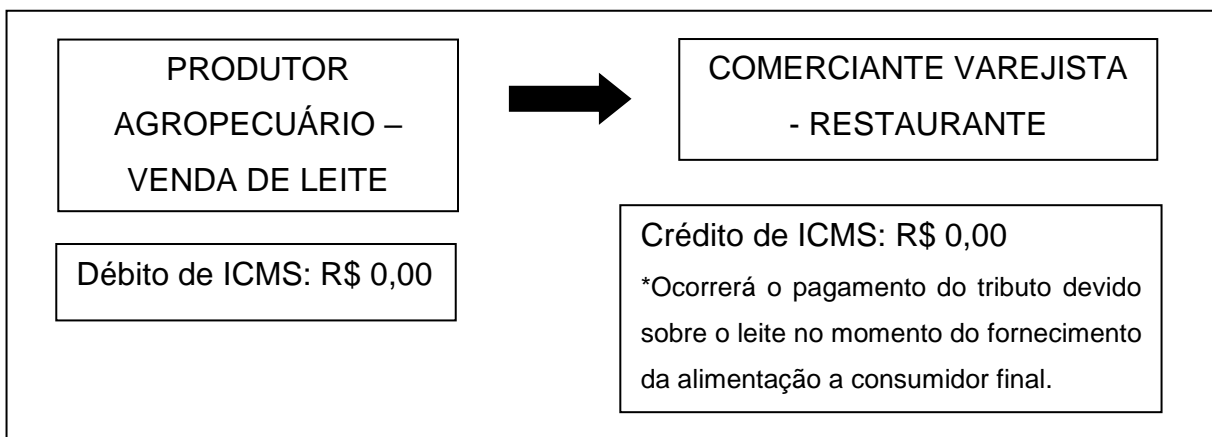 PRODUTOR
AGROPECUÁRIO –
VENDA DE LEITE
Débito de ICMS: R$ 0,00
COMERCIANTE VAREJISTA
- RESTAURANTE
Crédito de ICMS: R$ 0,00
*Ocorrerá o pagamento do tributo devido
sobre o leite no momento do fornecimento
da alimentação a consumidor final.